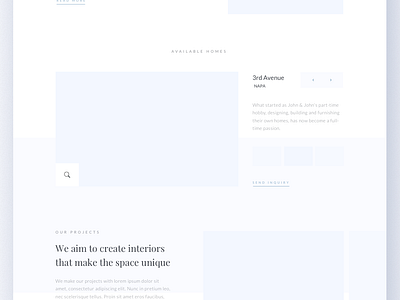 READ MORE
AVAILABLE HOMES
3rd Avenue
NAPA
What started as John & John's part-time
hobby, designing, building and furnishing
their own homes, has now become a full
time passion.
SEND INQUIRY
OUR PROJECTS
We aim to create interiors
that make the space unique
We make our projects with lorem ipsum dolor sit
amet, consectetur adipiscing elit. Nunc in pretium leo,
nec scelerisque tellus. Proin sit amet eros faucibus,